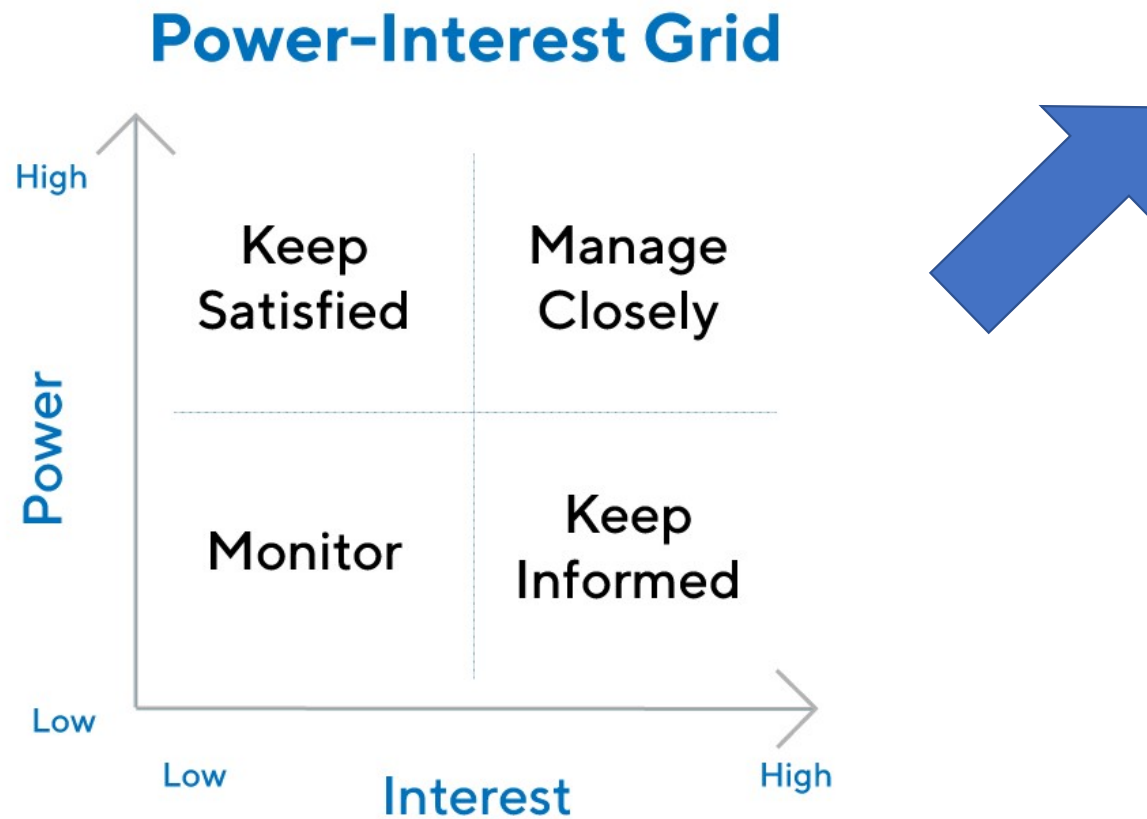 Power-Interest Grid
High
Keep
Satisfied
Manage
Closely
Power
Monitor
Keep
Informed
Low
Low
Interest
High